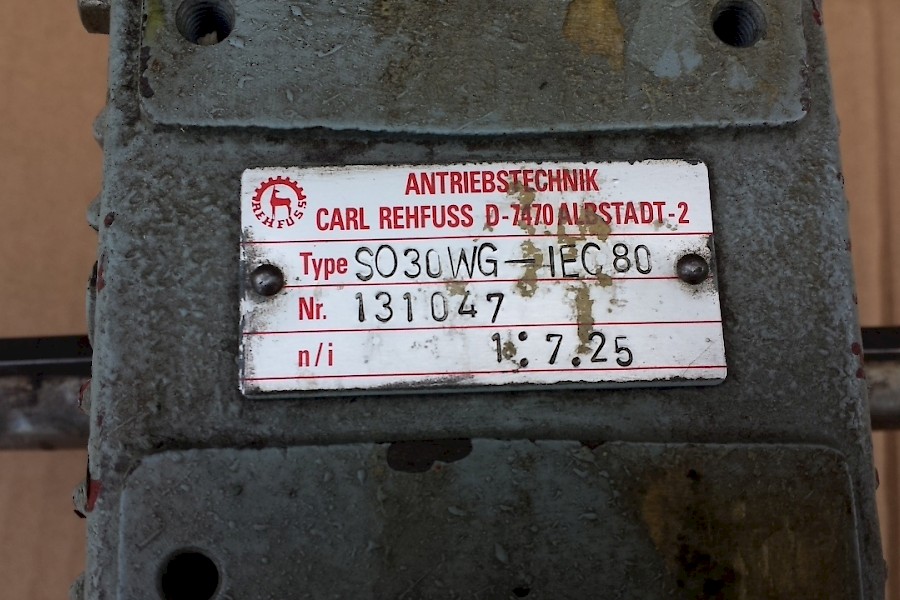 REHFUSS
ANTRIEBSTECHNIK
CARL REHFUSS D-7470 ALBSTADT-2
Type SO30WG-IEC80
Nr. 131047
n/i 1:7.25